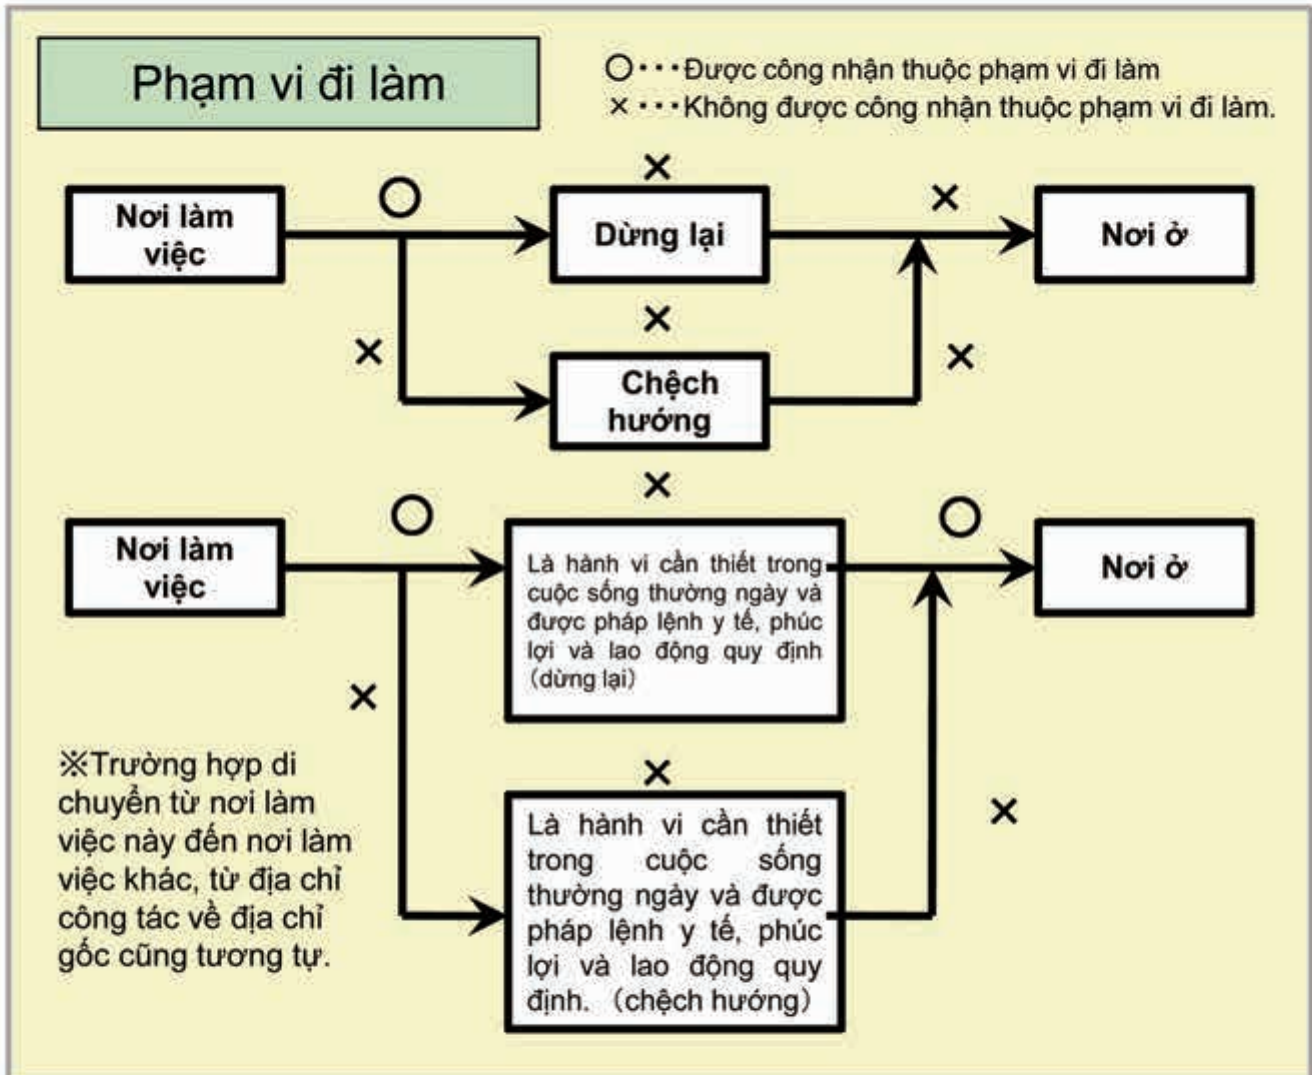 Phạm vi đi làm
○・・・Được công nhận thuộc phạm vi đi làm
×・・・Không được công nhận thuộc phạm vi đi làm.
×
○
×
Nơi làm
việc
Dừng lại
Nơi ở
×
×
×
Chệch
hướng
×
○
○
Nơi làm
việc
Là hành vi cần thiết trong
cuộc sống thường ngày và
được pháp lệnh y tế, phúc
lợi và lao động quy định
(dừng lại)
Nơi ở
×
※Trường hợp di
chuyển từ nơi làm
việc này đến nơi làm
việc khác, từ địa chỉ
công tác về địa chỉ
gốc cũng tương tự.
×
×
Là hành vi cần thiết
trong cuộc sống
thường ngày và được
pháp lệnh y tế, phúc
lợi và lao động quy
định. (chệch hướng)